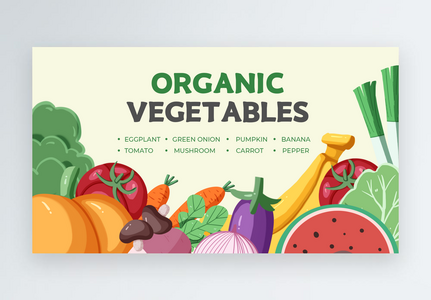 ORGANIC
VEGETABLES
• EGGPLANT • GREEN ONION • PUMPKIN • BANANA
• TOMATO • MUSHROOM • CARROT • PEPPER